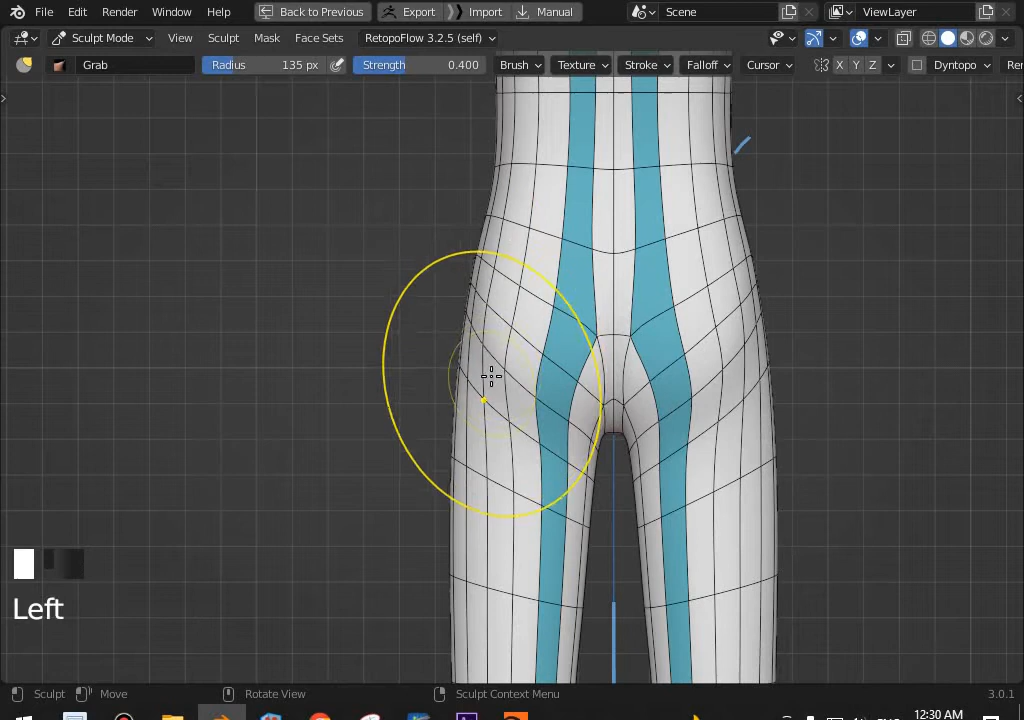 File Edit Render Window Help Back to Previous Export Import Manual Scene ViewLayer
Sculpt Mode View Sculpt Mask Face Sets RetopoFlow 3.2.5 (self)
Grab Radius 135 px Strength 0.400 Brush Texture Stroke Falloff Cursor X Y Z Dyntopo Re
Left
Sculpt Move Rotate View Sculpt Context Menu 3.0.1
12:30 AM